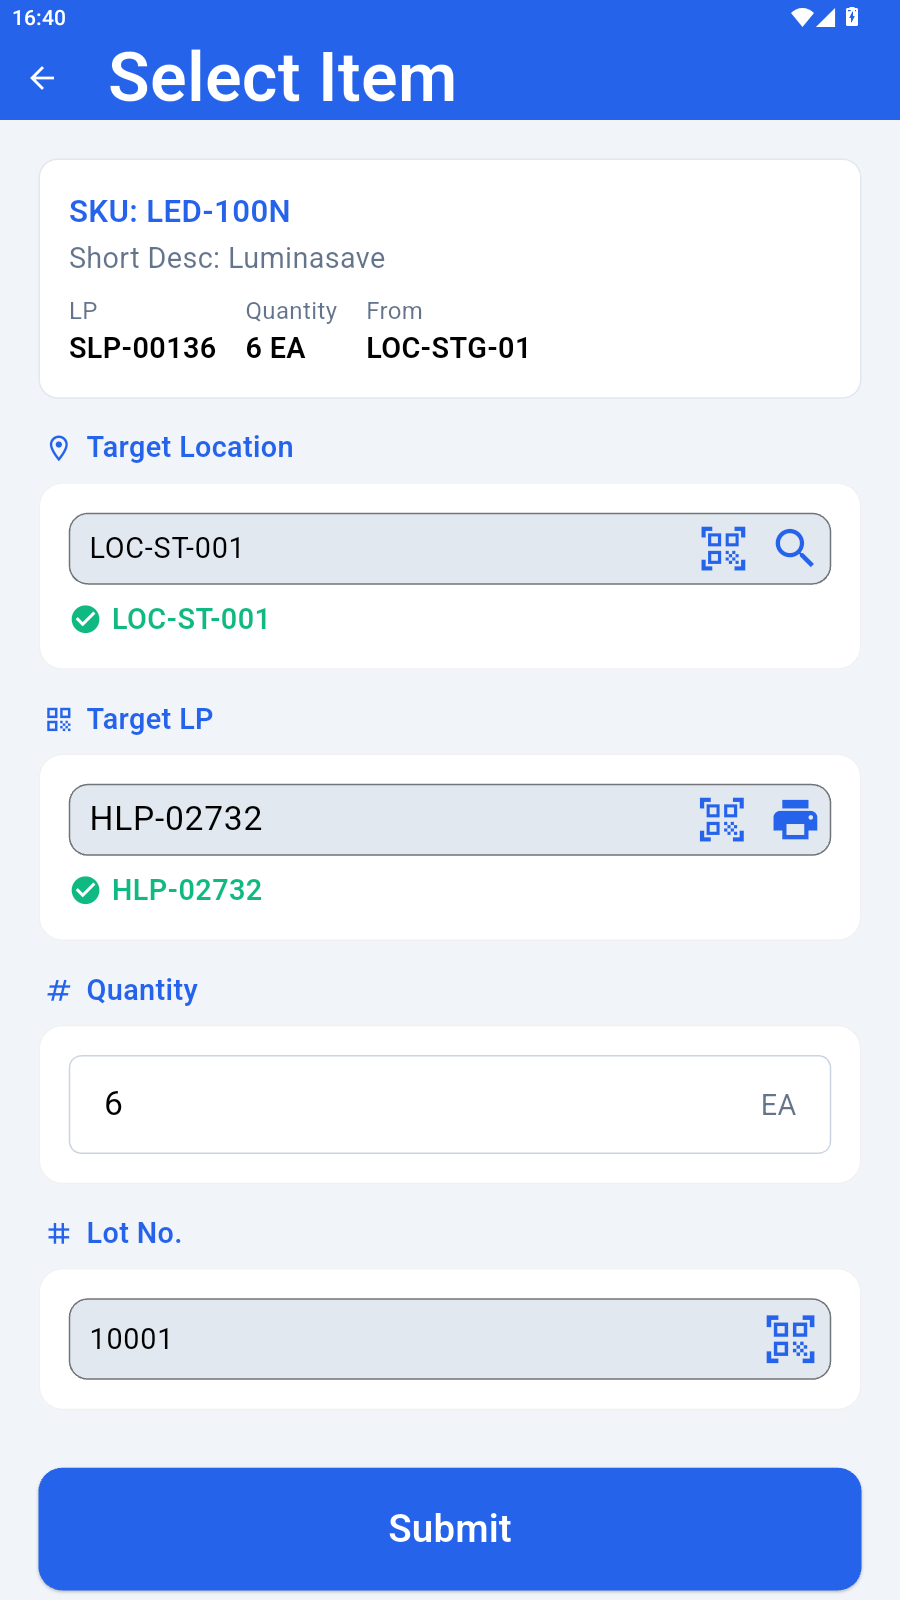 16:40
Select Item
SKU: LED-100N
Short Desc: Luminasave
LP Quantity From
SLP-00136 6 EA LOC-STG-01
Target Location
LOC-ST-001
LOC-ST-001
Target LP
HLP-02732
HLP-02732
# Quantity
6 EA
# Lot No.
10001
Submit